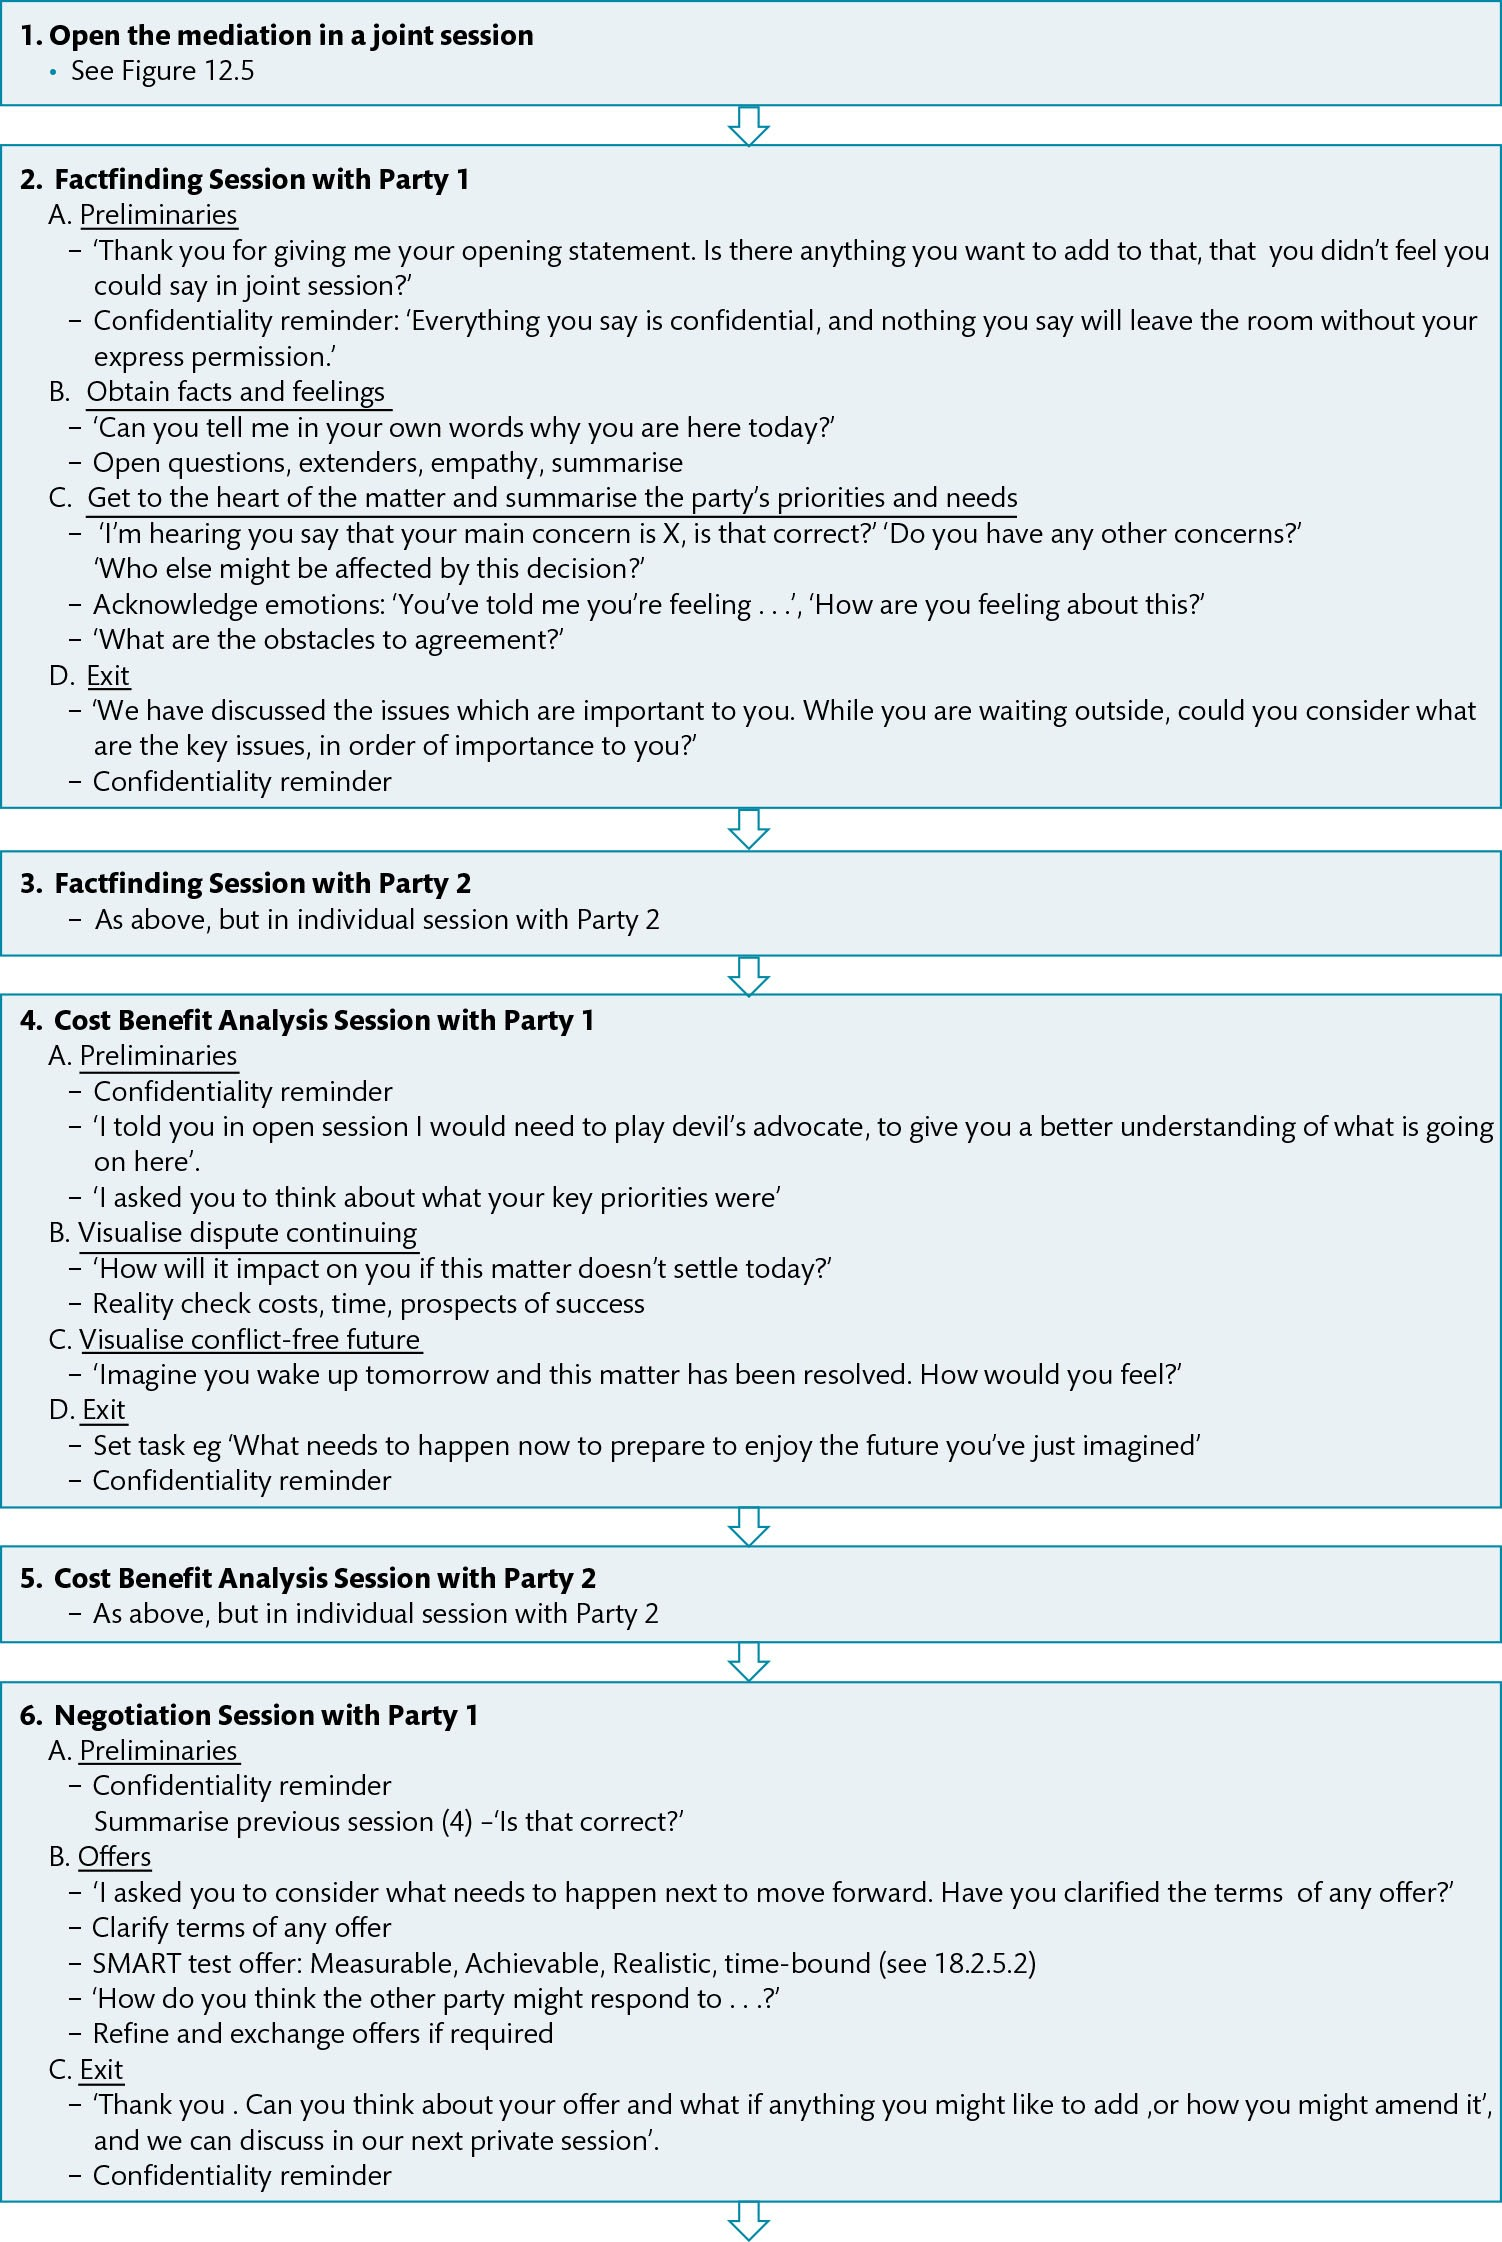 1. Open the mediation in a joint session
• See Figure 12.5
2. Factfinding Session with Party 1
A. Preliminaries
– ‘Thank you for giving me your opening statement. Is there anything you want to add to that, that you didn’t feel you
could say in joint session?’
– Confidentiality reminder: ‘Everything you say is confidential, and nothing you say will leave the room without your
express permission.’
B. Obtain facts and feelings
– ‘Can you tell me in your own words why you are here today?’
– Open questions, extenders, empathy, summarise
C. Get to the heart of the matter and summarise the party’s priorities and needs
– ‘I’m hearing you say that your main concern is X, is that correct?’ ‘Do you have any other concerns?’
‘Who else might be affected by this decision?’
– Acknowledge emotions: ‘You’ve told me you’re feeling . . .’, ‘How are you feeling about this?’
– ‘What are the obstacles to agreement?’
D. Exit
– ‘We have discussed the issues which are important to you. While you are waiting outside, could you consider what
are the key issues, in order of importance to you?’
– Confidentiality reminder
3. Factfinding Session with Party 2
– As above, but in individual session with Party 2
4. Cost Benefit Analysis Session with Party 1
A. Preliminaries
– Confidentiality reminder
– ‘I told you in open session I would need to play devil’s advocate, to give you a better understanding of what is going
on here’.
– ‘I asked you to think about what your key priorities were’
B. Visualise dispute continuing
– ‘How will it impact on you if this matter doesn’t settle today?’
– Reality check costs, time, prospects of success
C. Visualise conflict-free future
– ‘Imagine you wake up tomorrow and this matter has been resolved. How would you feel?’
D. Exit
– Set task eg ‘What needs to happen now to prepare to enjoy the future you’ve just imagined’
– Confidentiality reminder
5. Cost Benefit Analysis Session with Party 2
– As above, but in individual session with Party 2
6. Negotiation Session with Party 1
A. Preliminaries
– Confidentiality reminder
Summarise previous session (4) –‘Is that correct?’
B. Offers
– ‘I asked you to consider what needs to happen next to move forward. Have you clarified the terms of any offer?’
– Clarify terms of any offer
– SMART test offer: Measurable, Achievable, Realistic, time-bound (see 18.2.5.2)
– ‘How do you think the other party might respond to . . .?’
– Refine and exchange offers if required
C. Exit
– ‘Thank you . Can you think about your offer and what if anything you might like to add ,or how you might amend it’,
and we can discuss in our next private session’.
– Confidentiality reminder